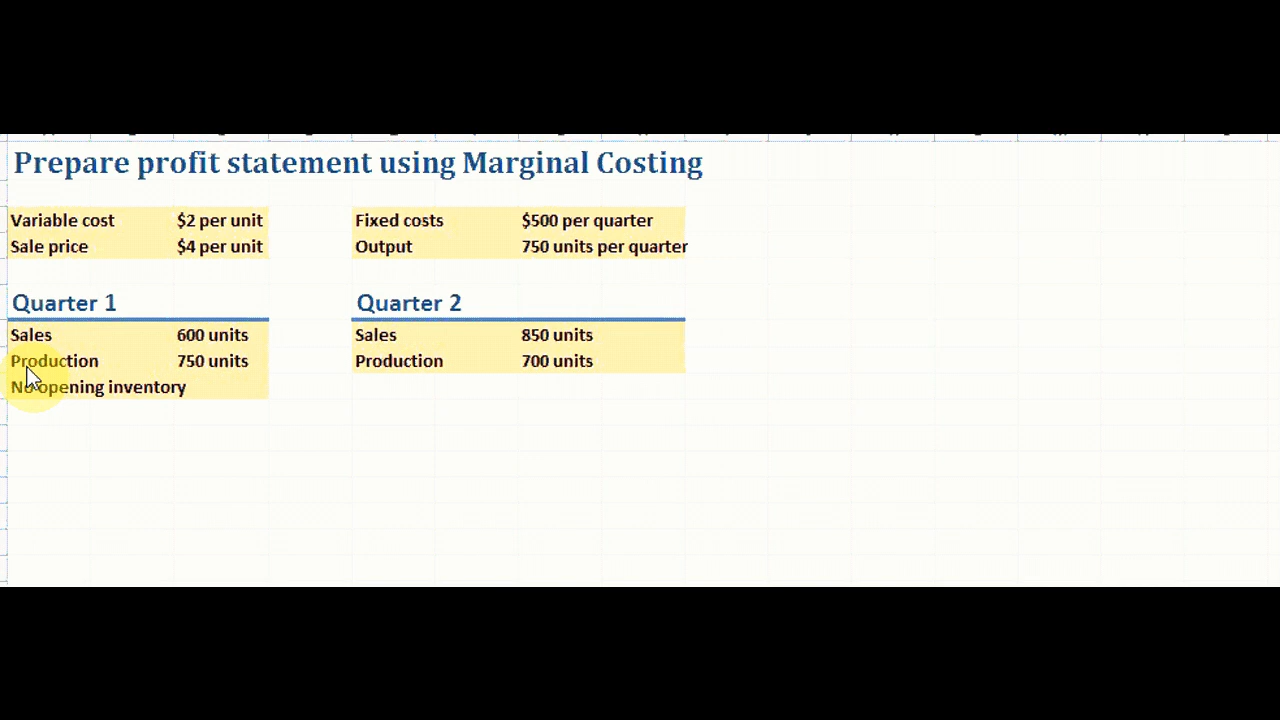 Prepare profit statement using Marginal Costing
Variable cost $2 per unit Fixed costs $500 per quarter
Sale price $4 per unit Output 750 units per quarter
Quarter 1 Quarter 2
Sales 600 units Sales 850 units
Production 750 units Production 700 units
No opening inventory